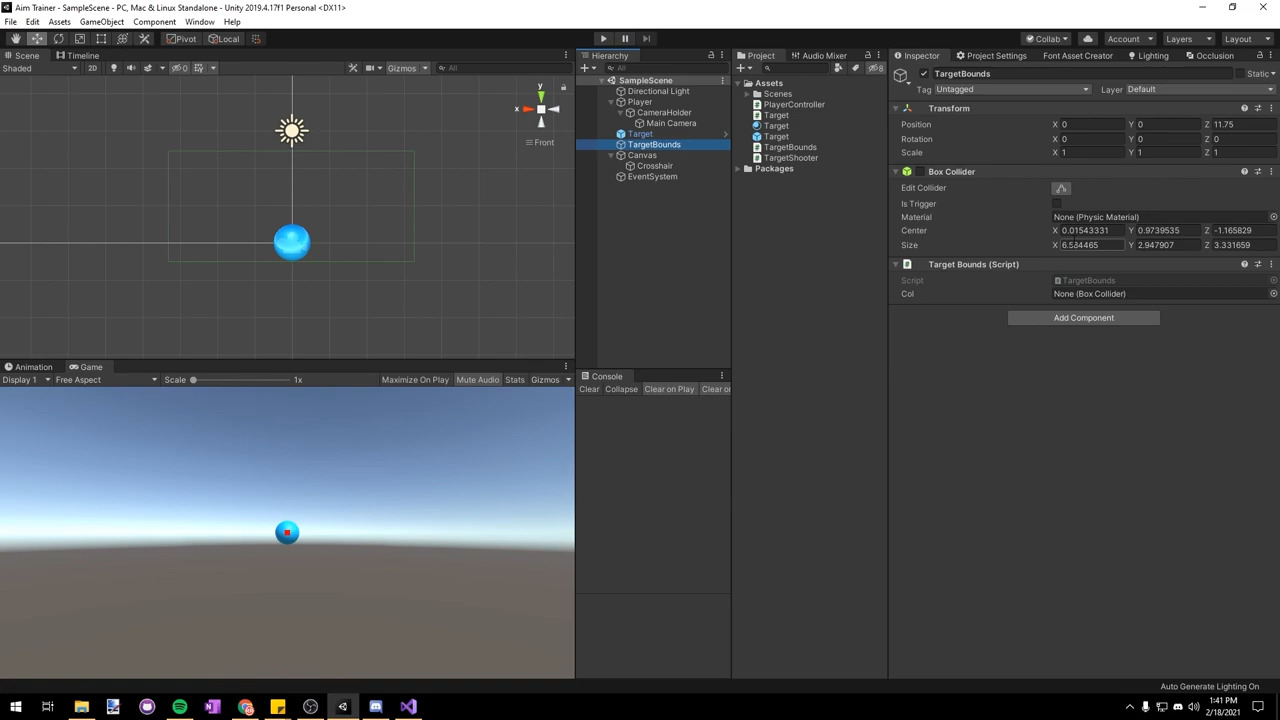 Aim Trainer - SampleScene - PC, Mac & Linux Standalone - Unity 2019.4.17f1 Personal <DX11>
File Edit Assets GameObject Component Window Help
Pivot Local Collab Account Layers Layout
Scene Timeline
Shaded 2D 0 Gizmos All
y
x
Front
Animation Game
Display 1 Free Aspect Scale 1x Maximize On Play Mute Audio Stats Gizmos
Hierarchy
All
SampleScene
Directional Light
Player
CameraHolder
Main Camera
Target
TargetBounds
Canvas
Crosshair
EventSystem
Console
Clear Collapse Clear on Play Clear on
Project Audio Mixer
8
Assets
Scenes
PlayerController
Target
Target
Target
TargetBounds
TargetShooter
Packages
Inspector Project Settings Font Asset Creator Lighting Occlusion
TargetBounds Static
Tag Untagged Layer Default
Transform
Position X 0 Y 0 Z 11.75
Rotation X 0 Y 0 Z 0
Scale X 1 Y 1 Z 1
Box Collider
Edit Collider
Is Trigger
Material None (Physic Material)
Center X 0.01543331 Y 0.9739535 Z -1.165829
Size X 6.534465 Y 2.947907 Z 3.331659
Target Bounds (Script)
Script TargetBounds
Col None (Box Collider)
Add Component
Auto Generate Lighting On
1:41 PM
2/18/2021